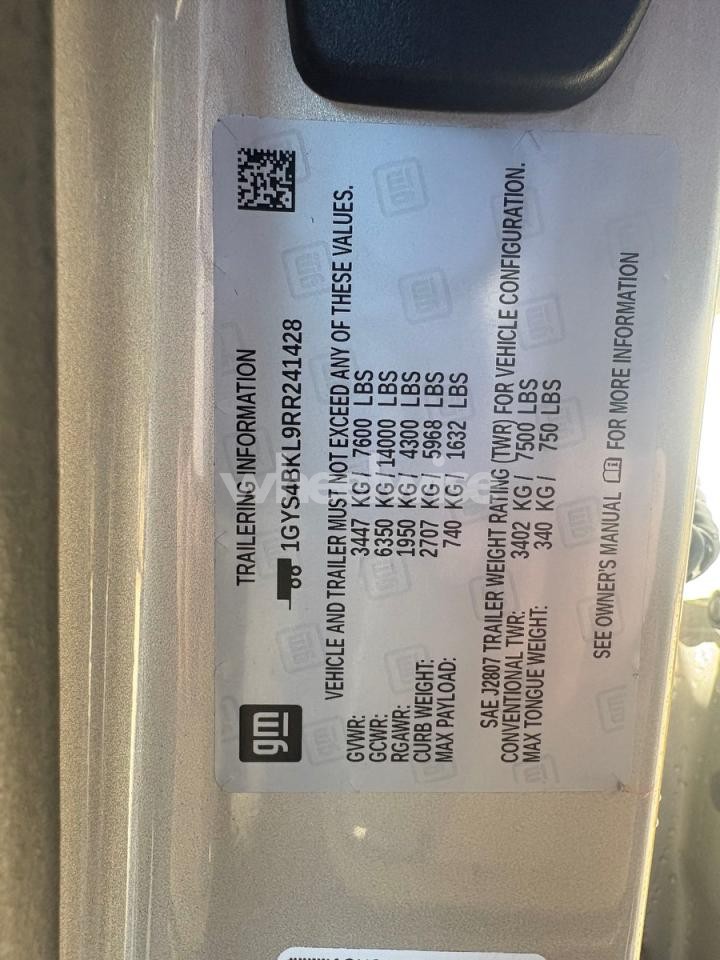 gm
TRAILERING INFORMATION
1GYS4BKL9RR241428
VEHICLE AND TRAILER MUST NOT EXCEED ANY OF THESE VALUES.
GVWR: 3447 KG / 7600 LBS
GCWR: 6350 KG / 14000 LBS
RGAWR: 1950 KG / 4300 LBS
CURB WEIGHT: 2707 KG / 5968 LBS
MAX PAYLOAD: 740 KG / 1632 LBS
SAE J2807 TRAILER WEIGHT RATING (TWR) FOR VEHICLE CONFIGURATION.
CONVENTIONAL TWR: 3402 KG / 7500 LBS
MAX TONGUE WEIGHT: 340 KG / 750 LBS
SEE OWNER'S MANUAL FOR MORE INFORMATION